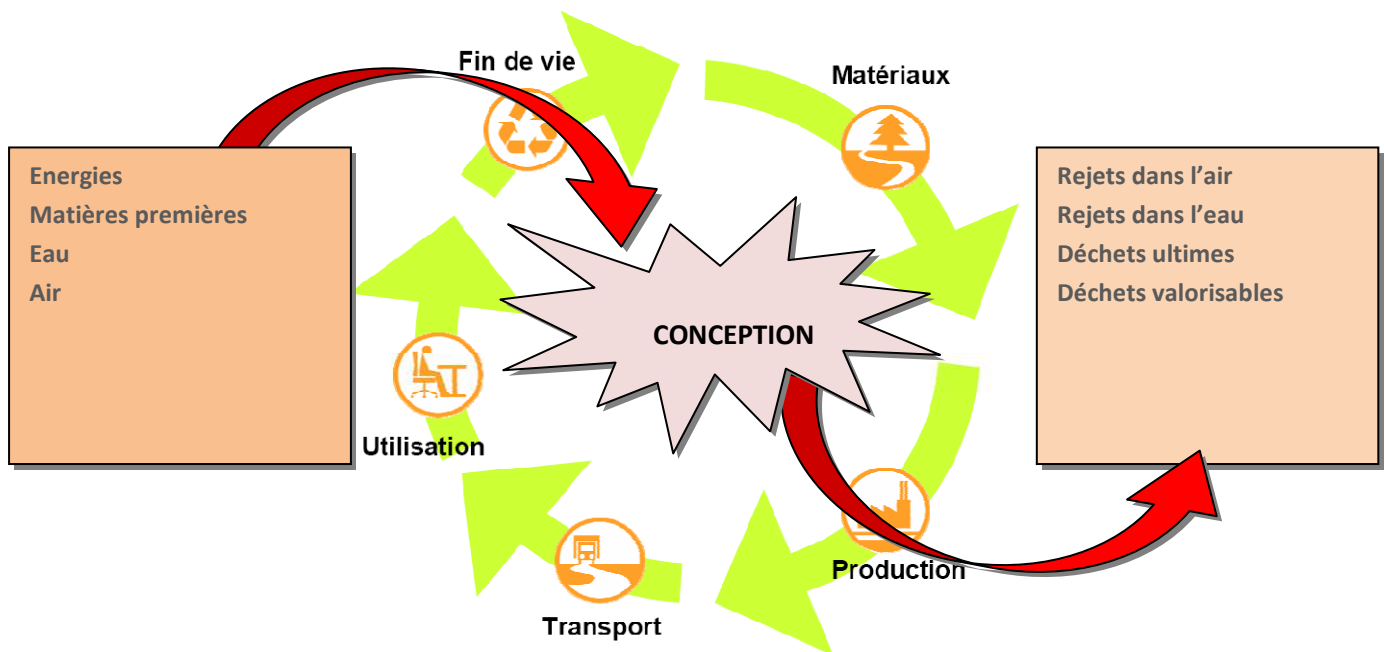 Fin de vie
Matériaux
Energies
Matières premières
Eau
Air
Rejets dans l’air
Rejets dans l’eau
Déchets ultimes
Déchets valorisables
CONCEPTION
Utilisation
Production
Transport